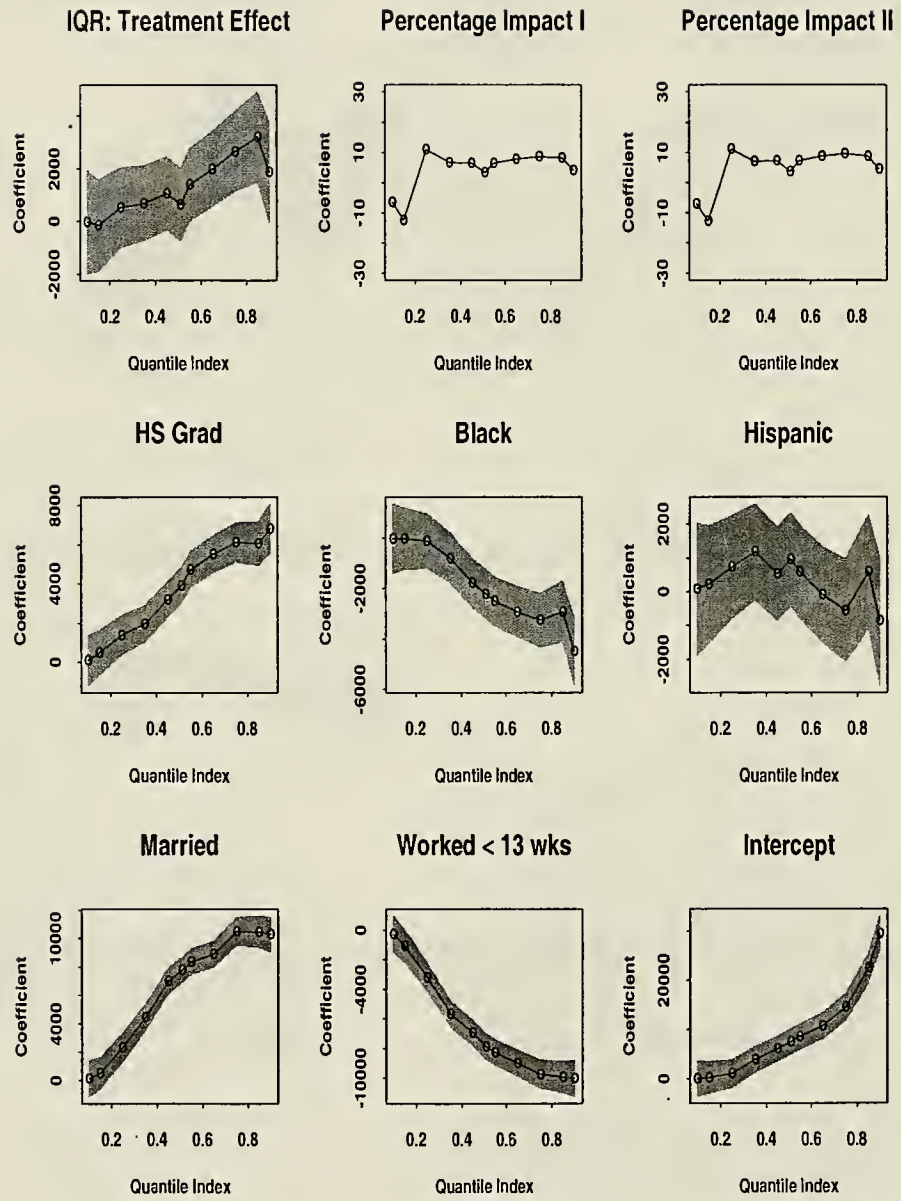 IQR: Treatment Effect
Percentage Impact I
Percentage Impact II
Coefficient
-2000 0 2000
0.2 0.4 0.6 0.8
Quantile Index
Coefficient
-30 -10 10 30
0.2 0.4 0.6 0.8
Quantile Index
Coefficient
-30 -10 10 30
0.2 0.4 0.6 0.8
Quantile Index
HS Grad
Black
Hispanic
Coefficient
0 4000 8000
0.2 0.4 0.6 0.8
Quantile Index
Coefficient
-6000 -2000
0.2 0.4 0.6 0.8
Quantile Index
Coefficient
-2000 0 2000
0.2 0.4 0.6 0.8
Quantile Index
Married
Worked < 13 wks
Intercept
Coefficient
0 4000 10000
0.2 0.4 0.6 0.8
Quantile Index
Coefficient
-10000 -4000 0
0.2 0.4 0.6 0.8
Quantile Index
Coefficient
0 20000
0.2 0.4 0.6 0.8
Quantile Index